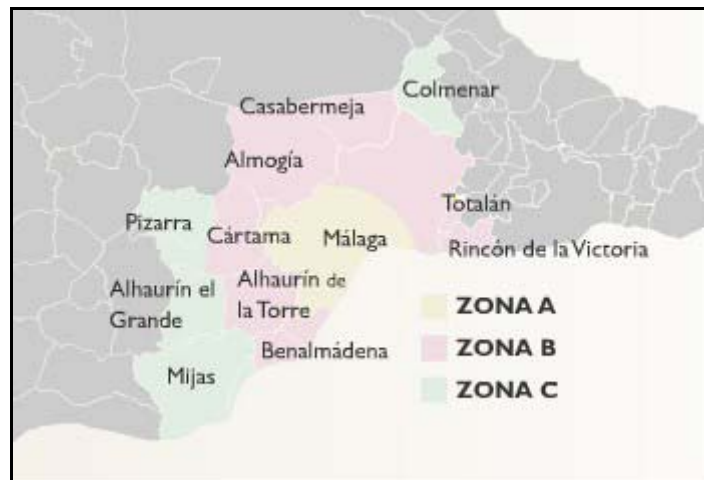 Colmenar
Casabermeja
Almogía
Totalán
Pizarra
Cártama
Málaga
Rincón de la Victoria
Alhaurín el
Grande
Alhaurín de
la Torre
Benalmádena
Mijas
ZONA A
ZONA B
ZONA C